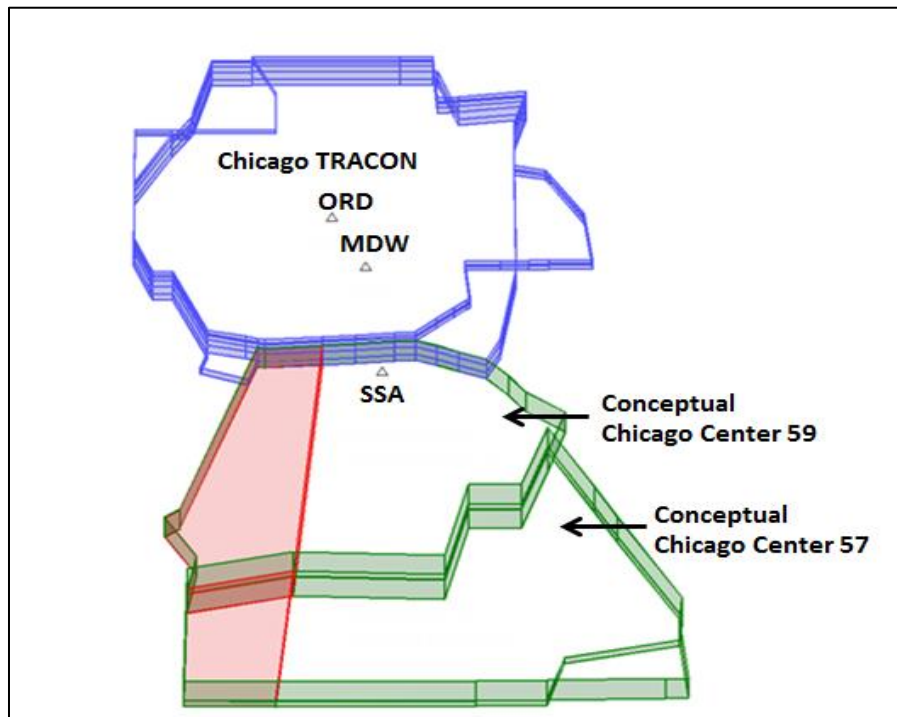 Chicago TRACON
ORD
MDW
SSA
Conceptual
Chicago Center 59
Conceptual
Chicago Center 57